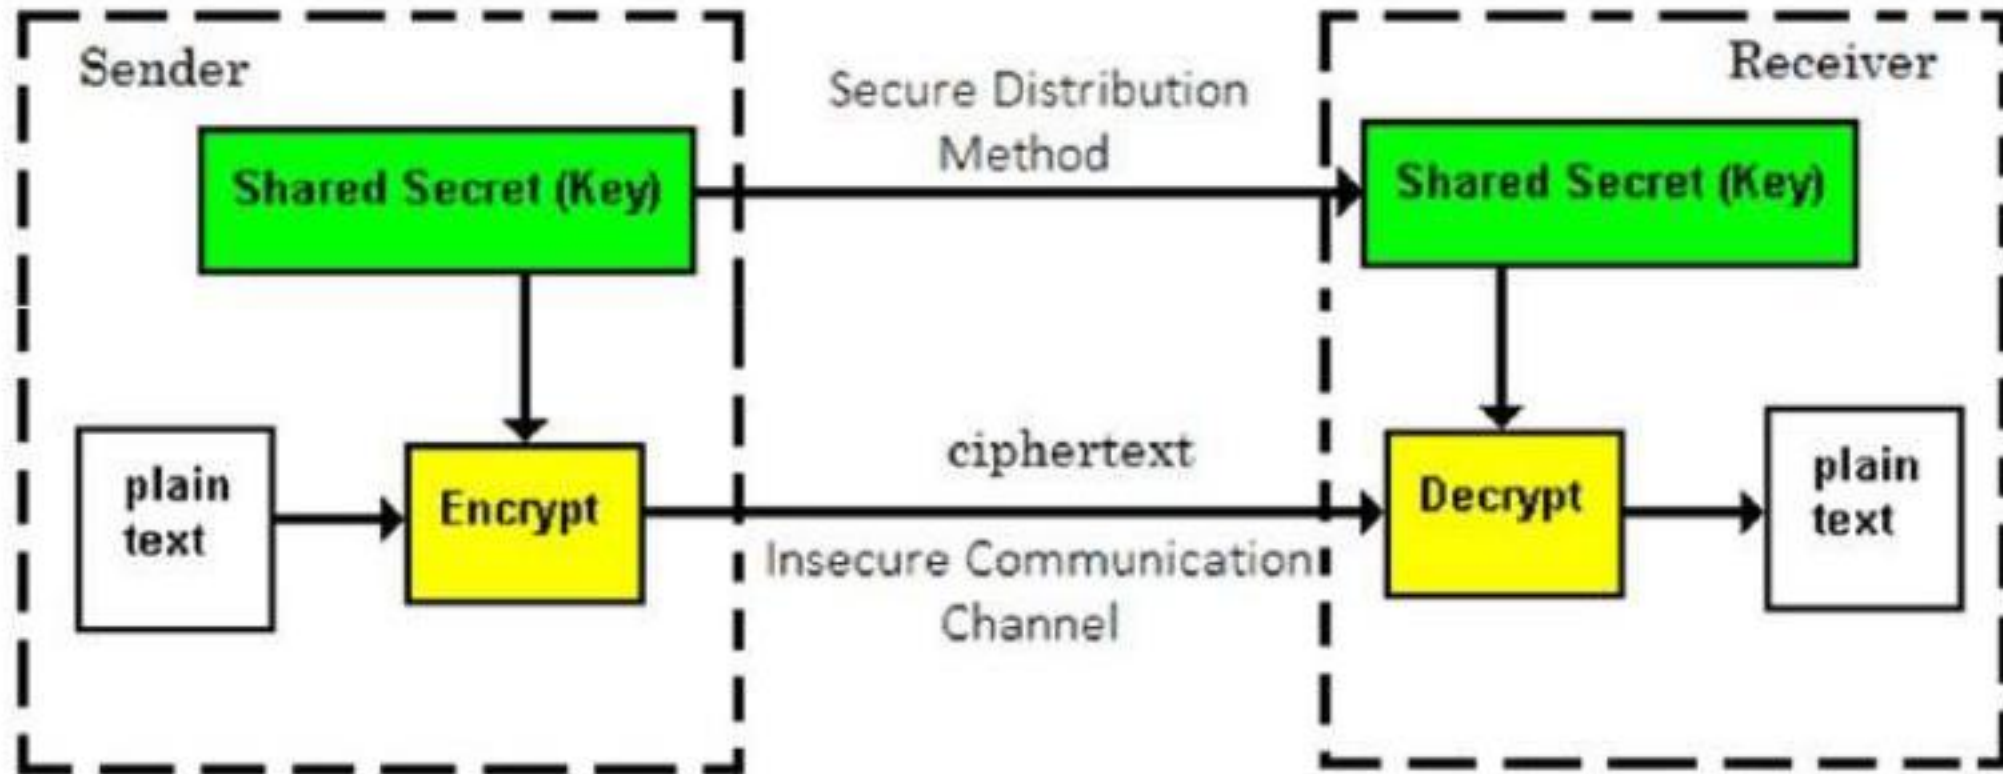 Sender
Receiver
Secure Distribution
Method
Shared Secret (Key)
Shared Secret (Key)
plain
text
Encrypt
ciphertext
Insecure Communication
Channel
Decrypt
plain
text